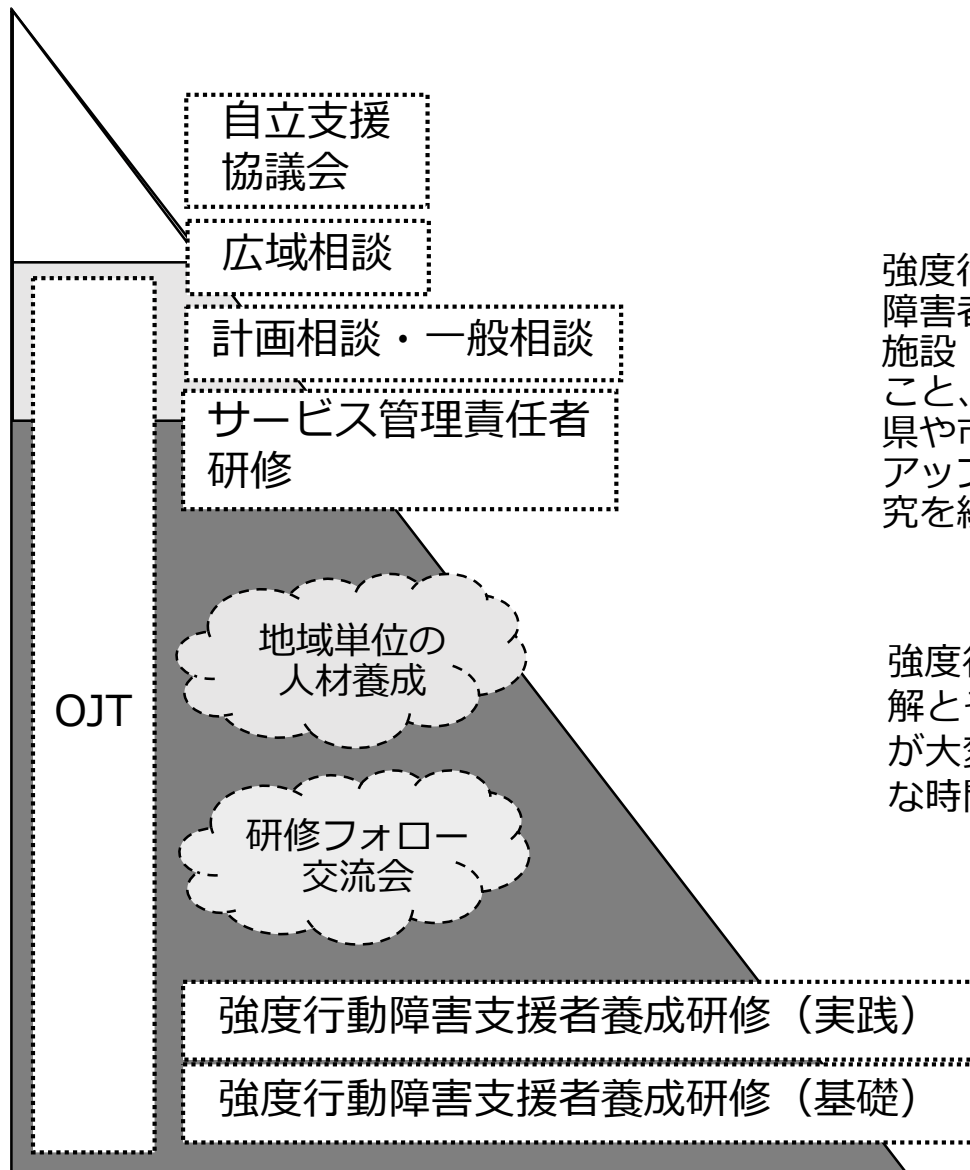 自立支援
協議会
広域相談
計画相談・一般相談
サービス管理責任者
研修
地域単位の
人材養成
OJT
研修フォロー
交流会
強度行動障害支援者養成研修（実践）
強度行動障害支援者養成研修（基礎）
強度行
障害者
施設
こと、
県や市
アップ
究を
強度行
解とそ
が大変
な時間